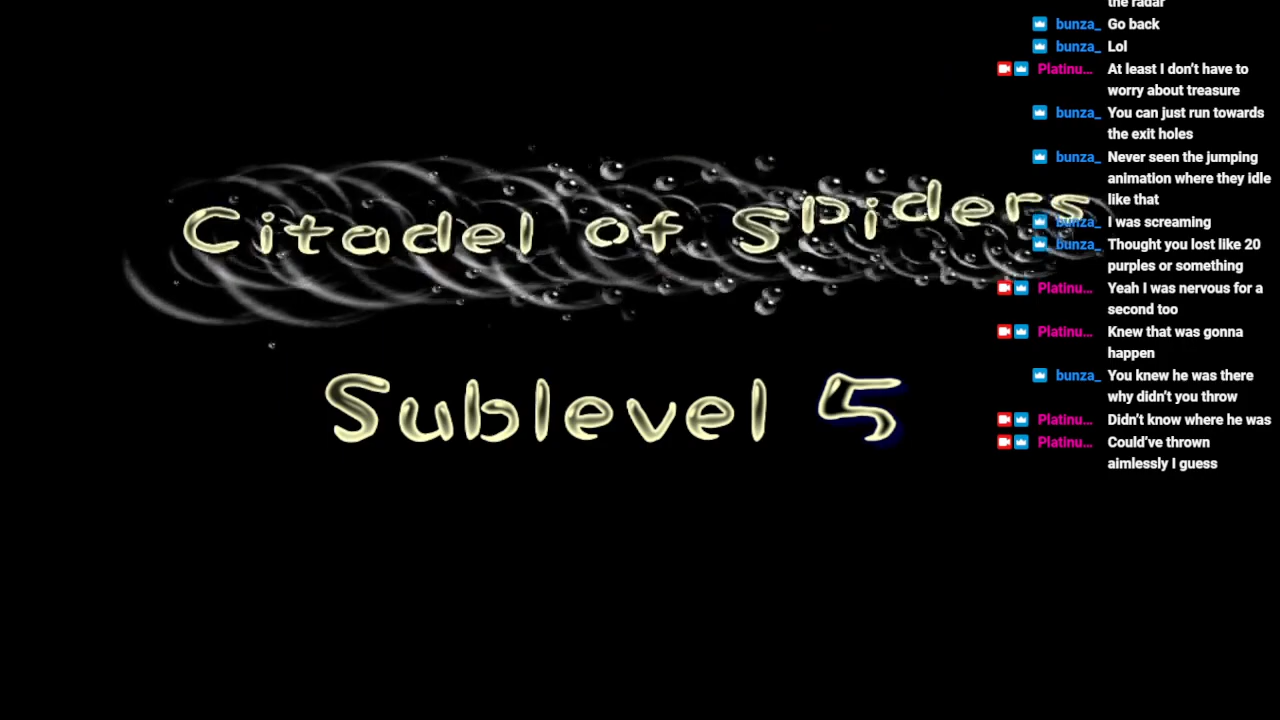 Citadel of Spiders
Sublevel 5
the radar
bunza_ Go back
bunza_ Lol
Platinu... At least I don't have to
worry about treasure
bunza_ You can just run towards
the exit holes
bunza_ Never seen the jumping
animation where they idle
like that
bunza_ I was screaming
bunza_ Thought you lost like 20
purples or something
Platinu... Yeah I was nervous for a
second too
Platinu... Knew that was gonna
happen
bunza_ You knew he was there
why didn't you throw
Platinu... Didn't know where he was
Platinu... Could've thrown
aimlessly I guess